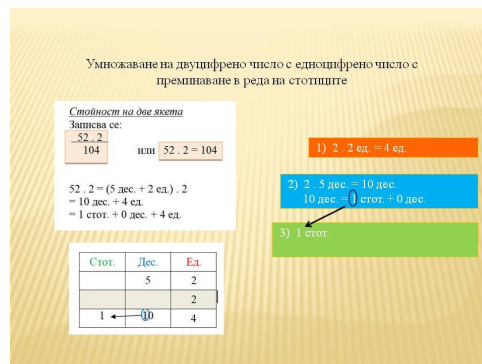 Умножаване на двуцифрено число с едноцифрено число с
преминаване в реда на стотиците
Стойност на две якета
Записва се:
52 . 2
104
или 52 . 2 = 104
52 . 2 = (5 дес. + 2 ед.) . 2
= 10 дес. + 4 ед.
= 1 стот. + 0 дес. + 4 ед.
1) 2 . 2 ед. = 4 ед.
2) 2 . 5 дес. = 10 дес.
10 дес. = 1 стот. + 0 дес.
3) 1 стот.
Стот. Дес. Ед.
5 2
2
1 10 4